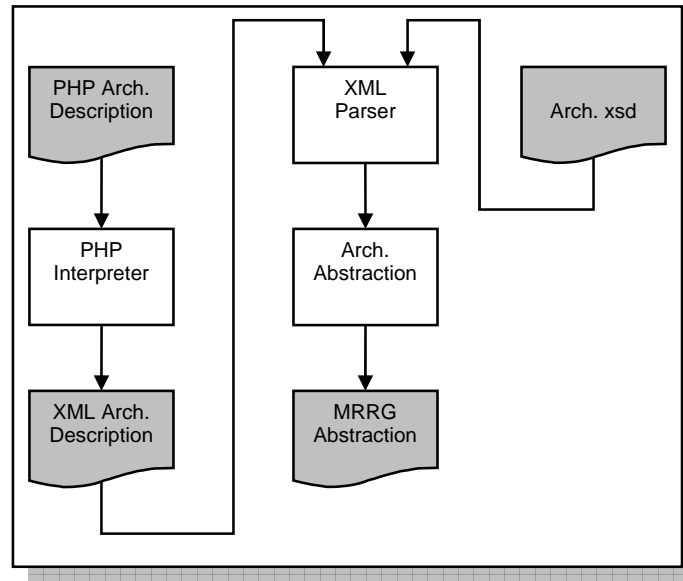 PHP Arch.
Description
XML
Parser
Arch. xsd
PHP
Interpreter
Arch.
Abstraction
XML Arch.
Description
MRRG
Abstraction